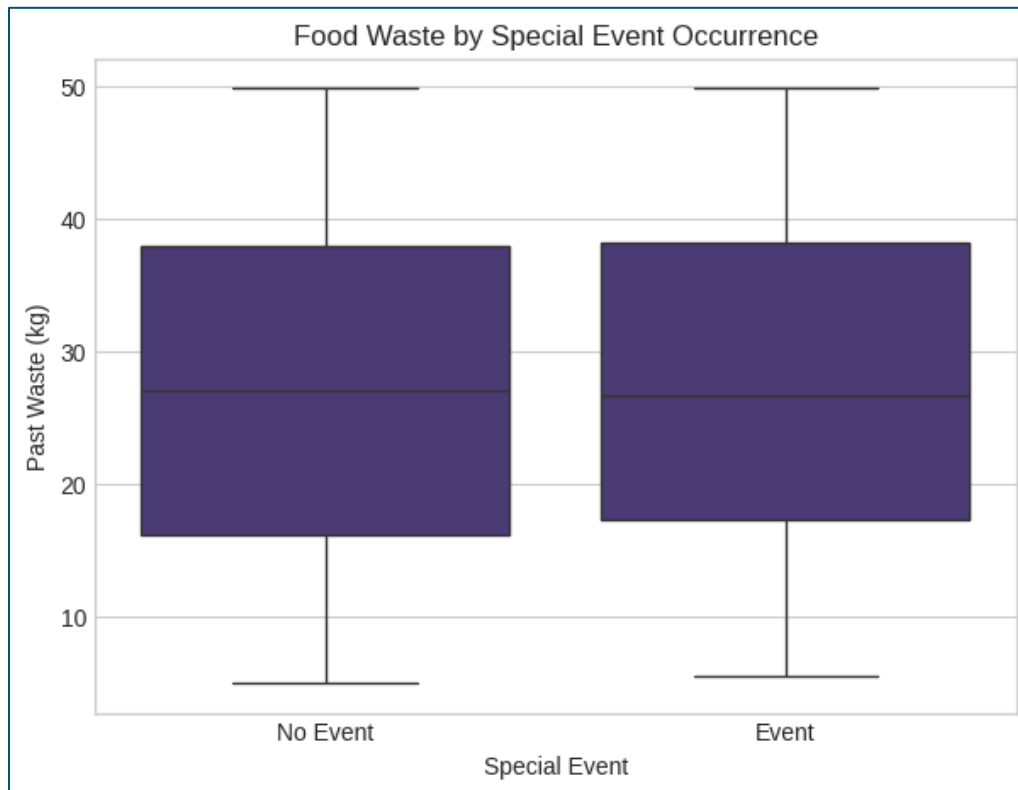 Food Waste by Special Event Occurrence
50
40
30
20
10
Past Waste (kg)
No Event
Event
Special Event